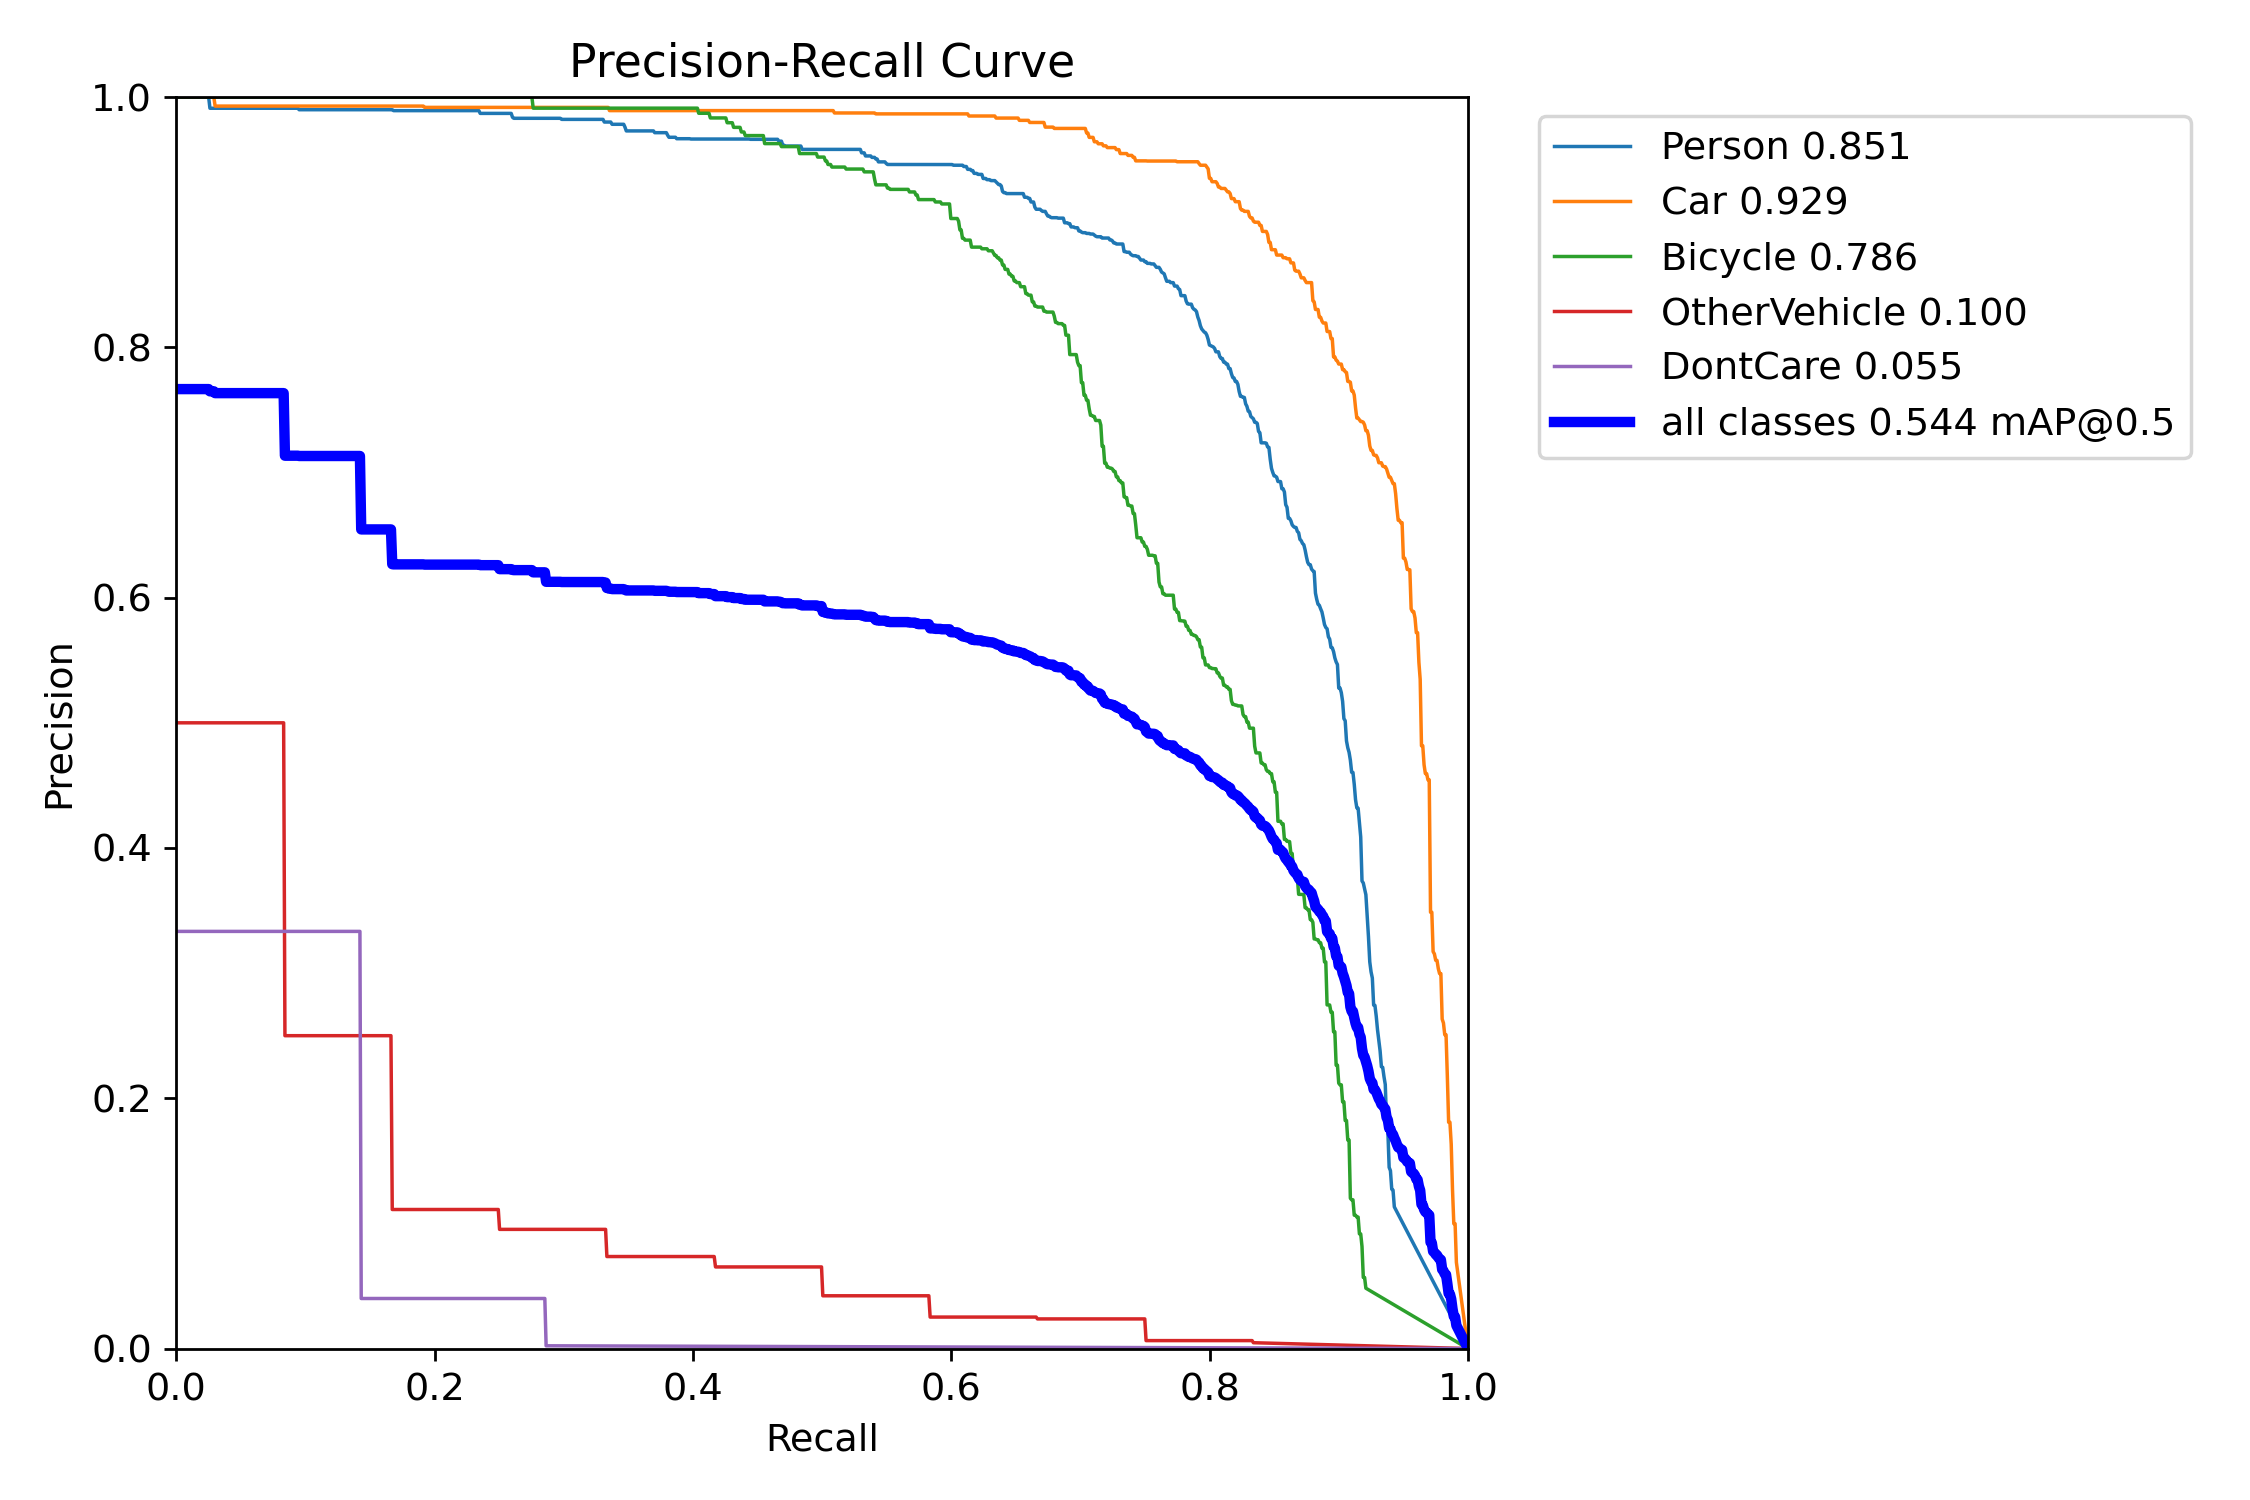 Precision-Recall Curve
1.0
0.8
0.6
0.4
0.2
0.0
Precision
0.0 0.2 0.4 0.6 0.8 1.0
Recall
Person 0.851
Car 0.929
Bicycle 0.786
OtherVehicle 0.100
DontCare 0.055
all classes 0.544 mAP@0.5